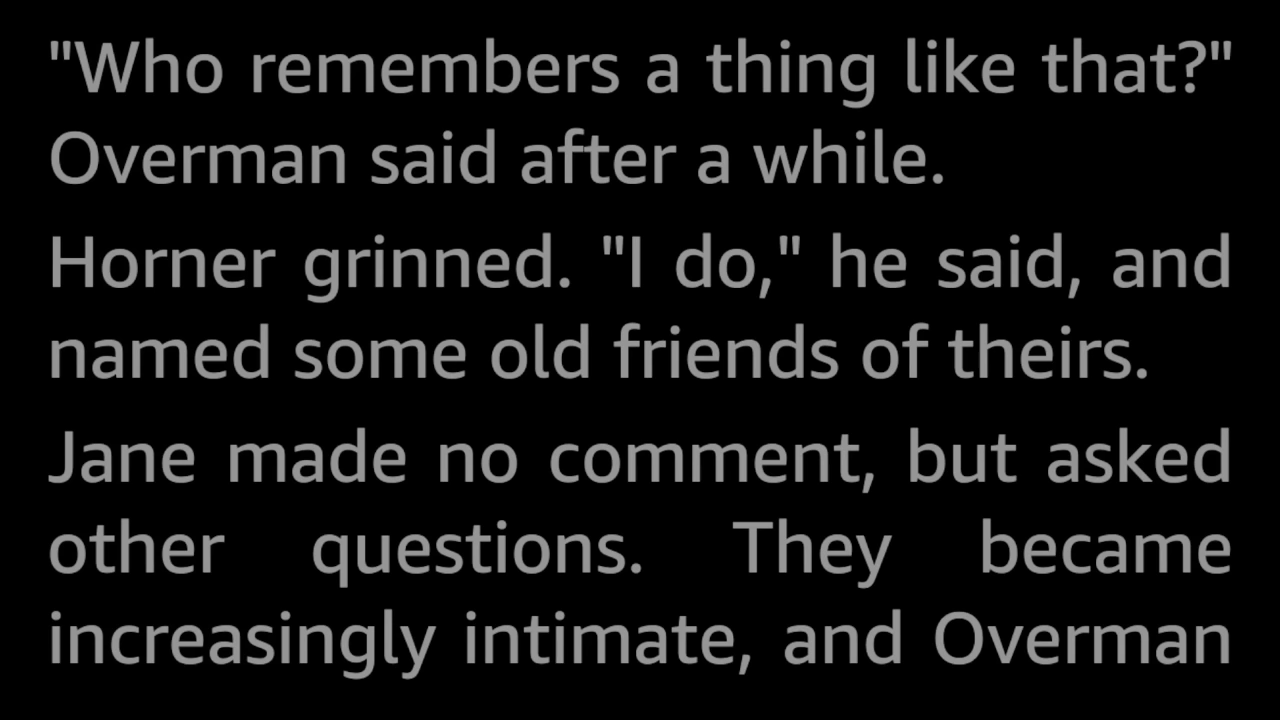 "Who remembers a thing like that?"
Overman said after a while.
Horner grinned. "I do," he said, and
named some old friends of theirs.
Jane made no comment, but asked
other questions. They became
increasingly intimate, and Overman